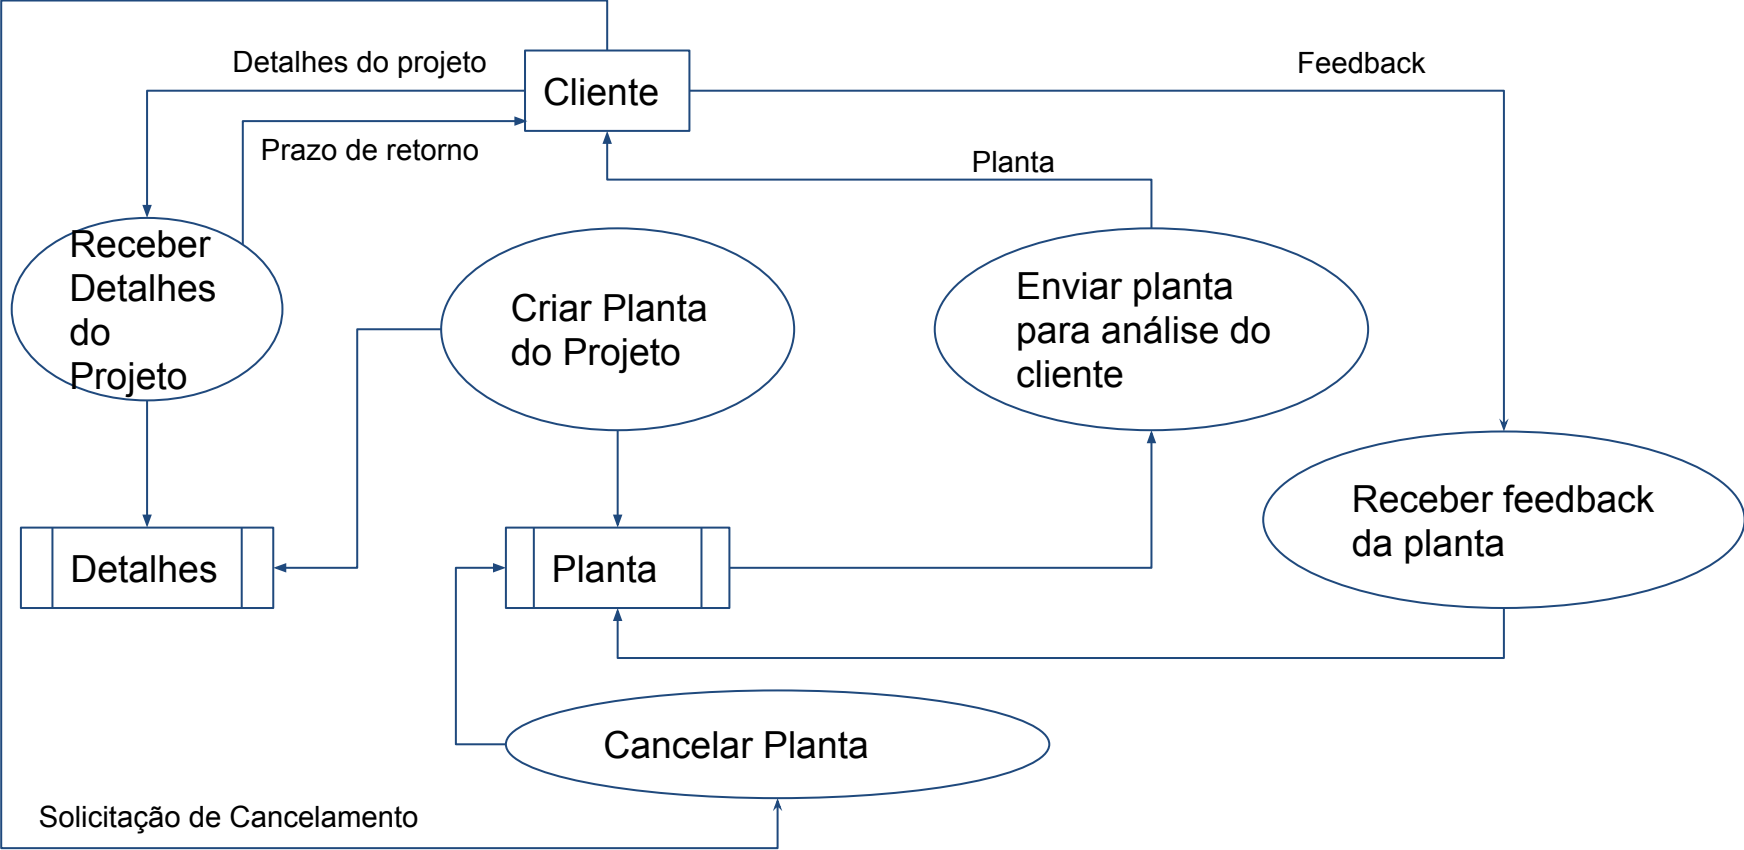 Detalhes do projeto
Cliente
Feedback
Prazo de retorno
Planta
Receber
Detalhes
do
Projeto
Criar Planta
do Projeto
Enviar planta
para análise do
cliente
Receber feedback
da planta
Detalhes
Planta
Cancelar Planta
Solicitação de Cancelamento